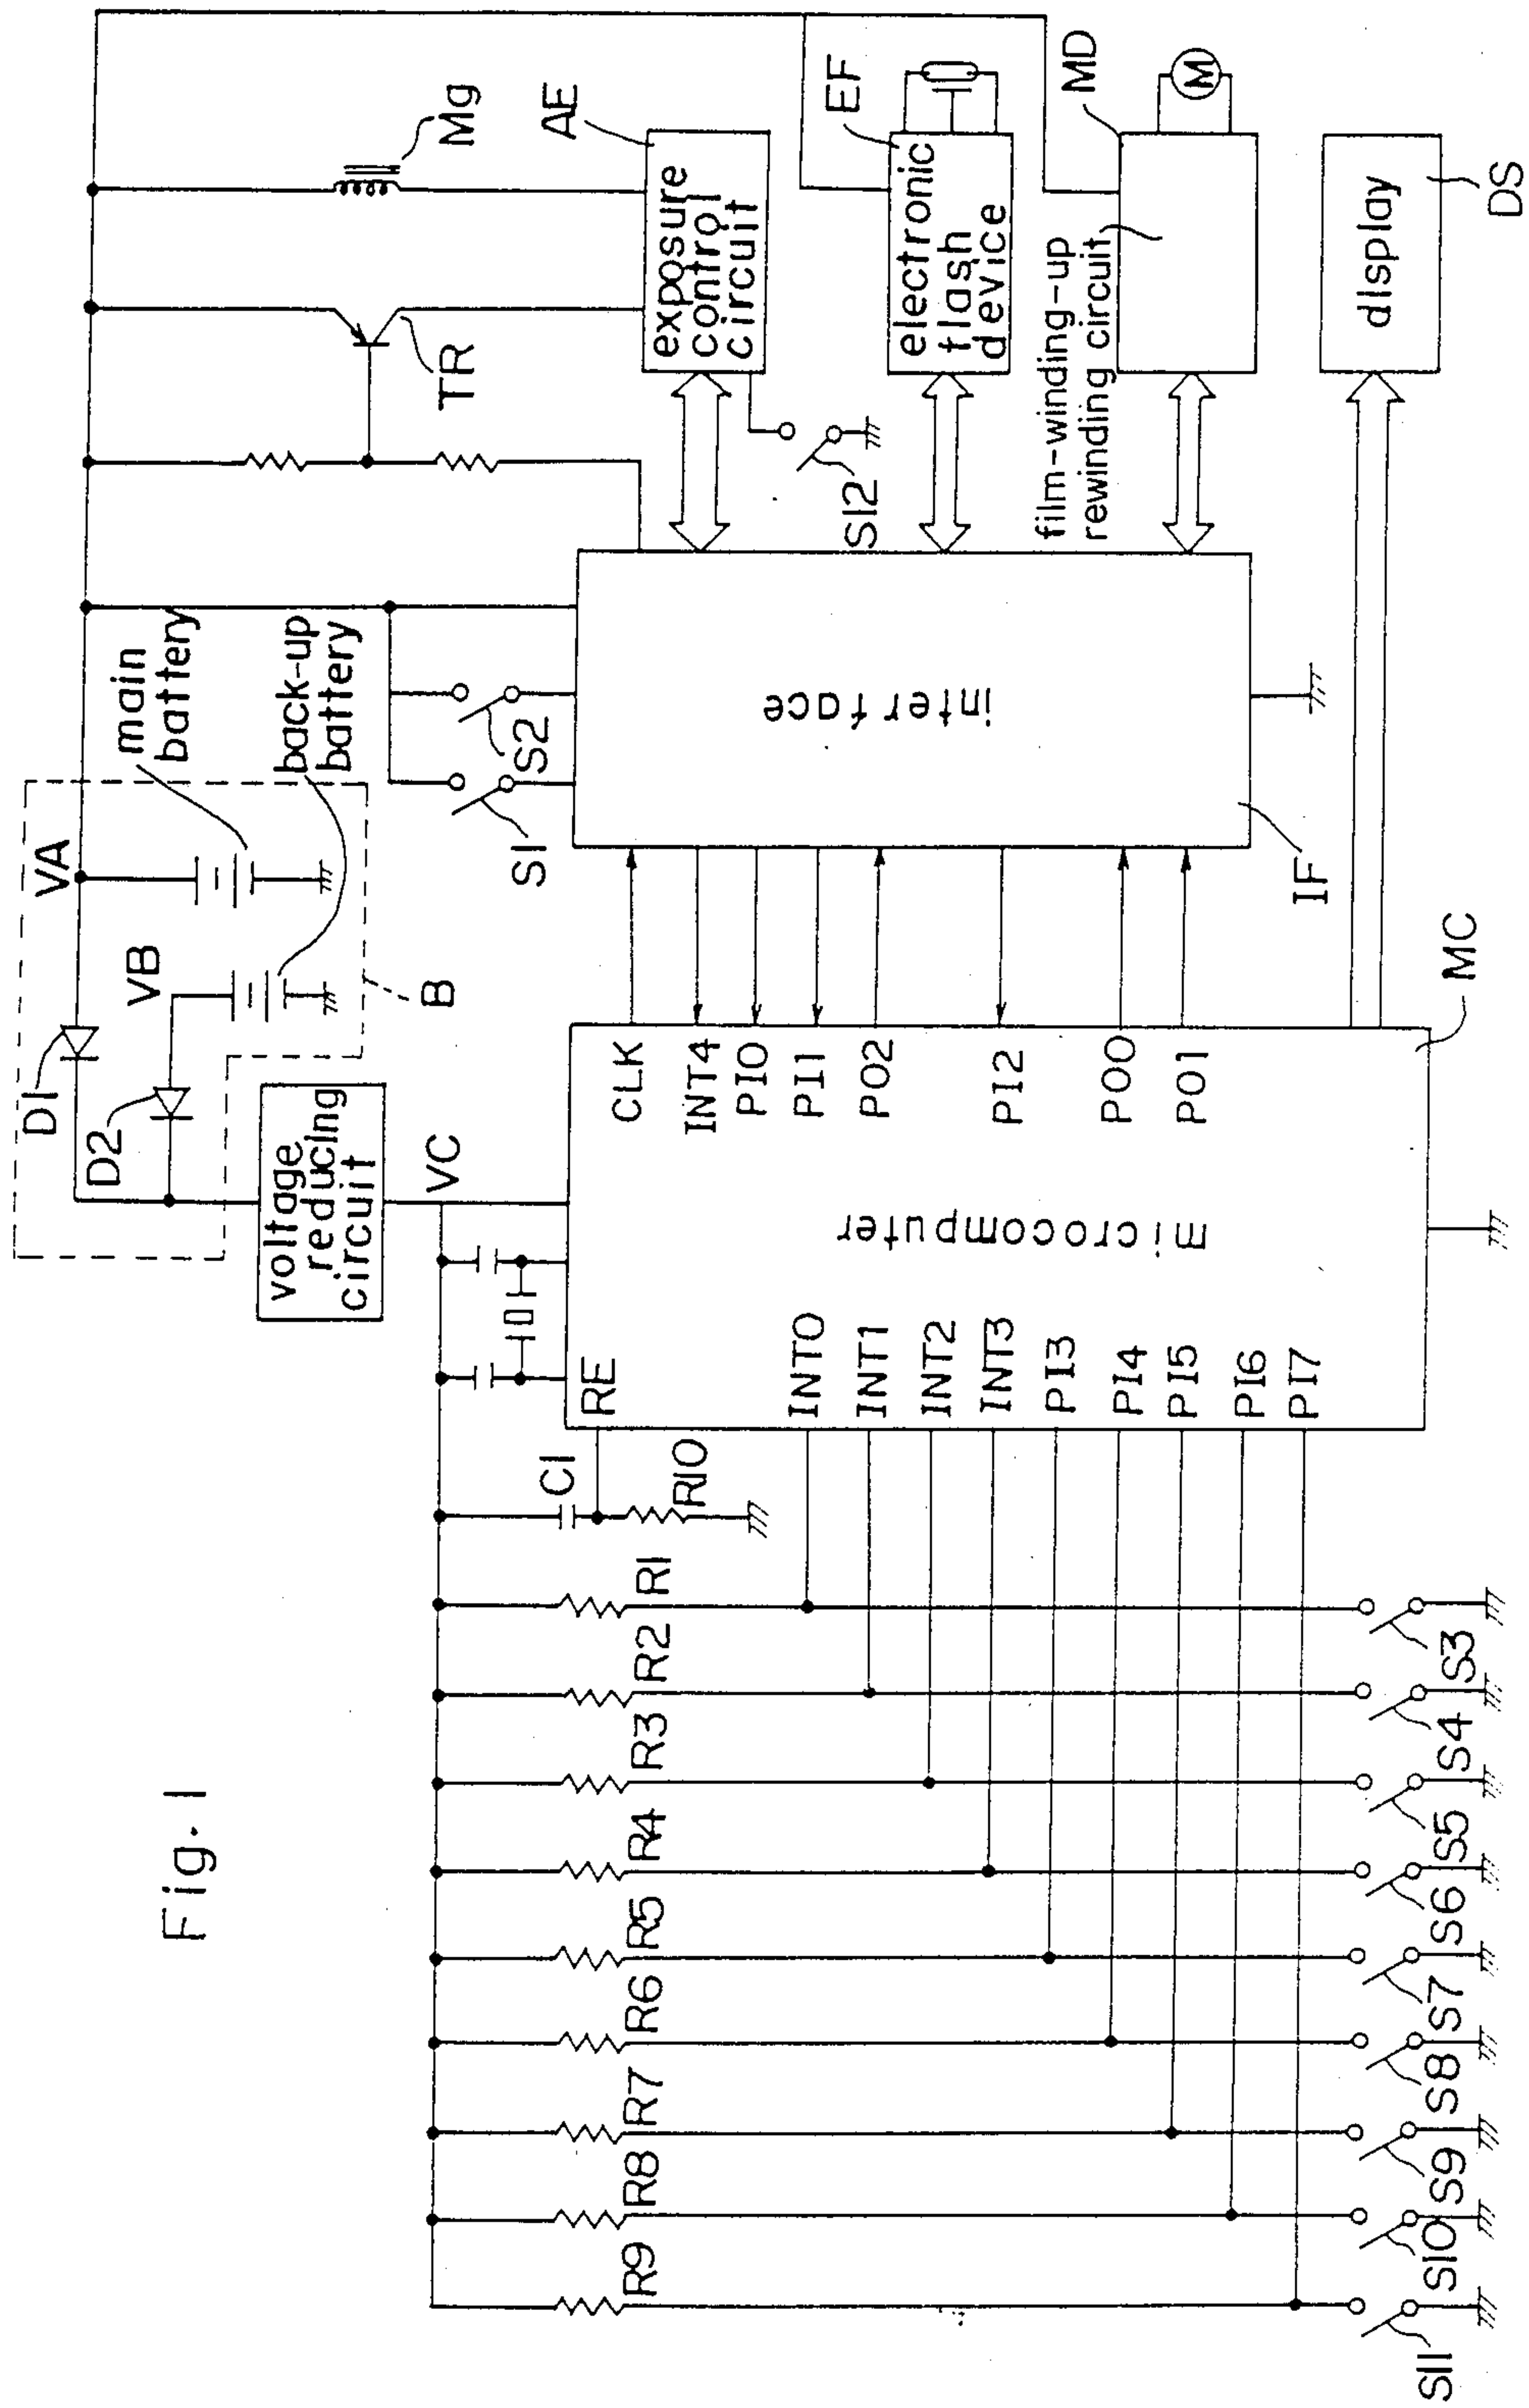 Fig. 1
VA
main
battery
back-up
battery
VB
D1
D2
B
voltage
reducing
circuit
VC
Mg
TR
AE
exposure
control
circuit
S12
EF
electronic
flash
device
MD
film-winding-up
rewinding circuit
M
display
DS
S1
S2
interface
IF
microcomputer
MC
CLK
INT4
PI0
PI1
PO2
PI2
PO0
PO1
RE
INT0
INT1
INT2
INT3
PI3
PI4
PI5
PI6
PI7
C1
R10
R1
R2
R3
R4
R5
R6
R7
R8
R9
S3
S4
S5
S6
S7
S8
S9
S10
S11